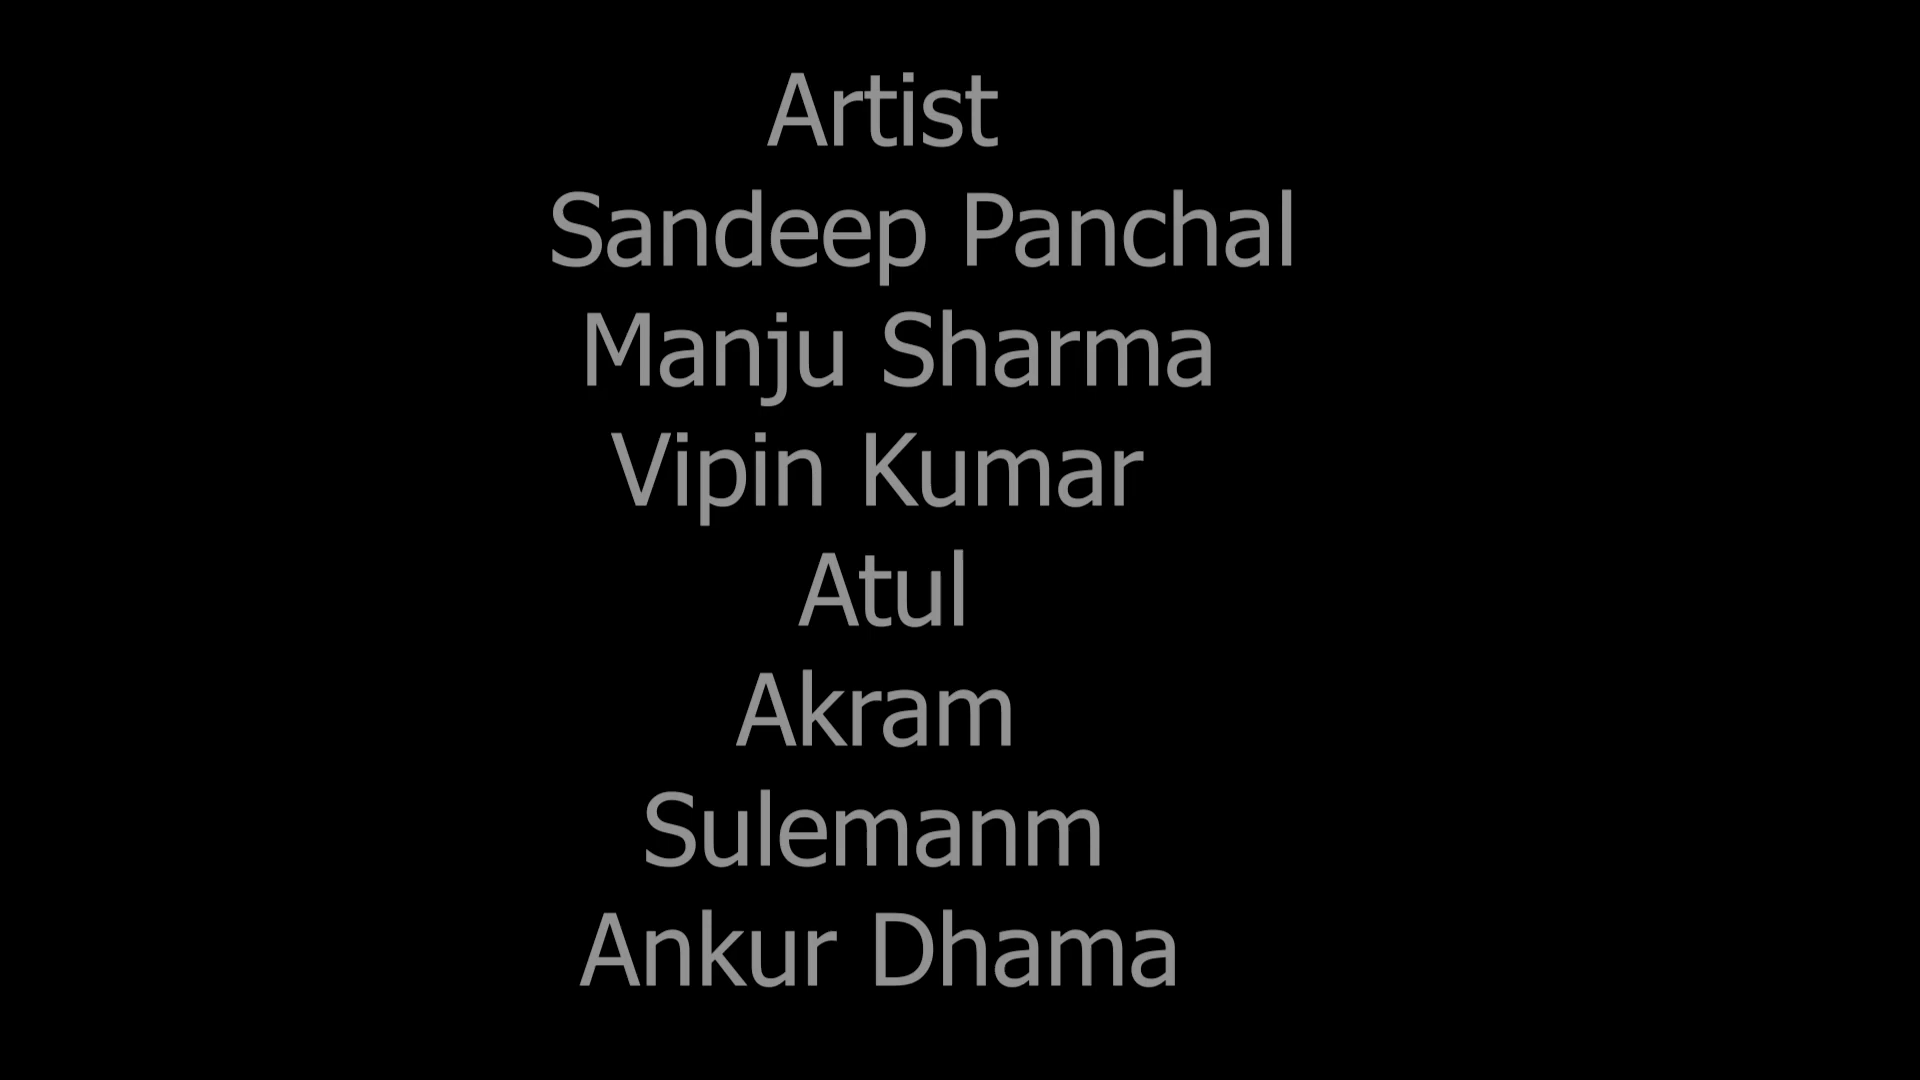 Artist
Sandeep Panchal
Manju Sharma
Vipin Kumar
Atul
Akram
Sulemanm
Ankur Dhama